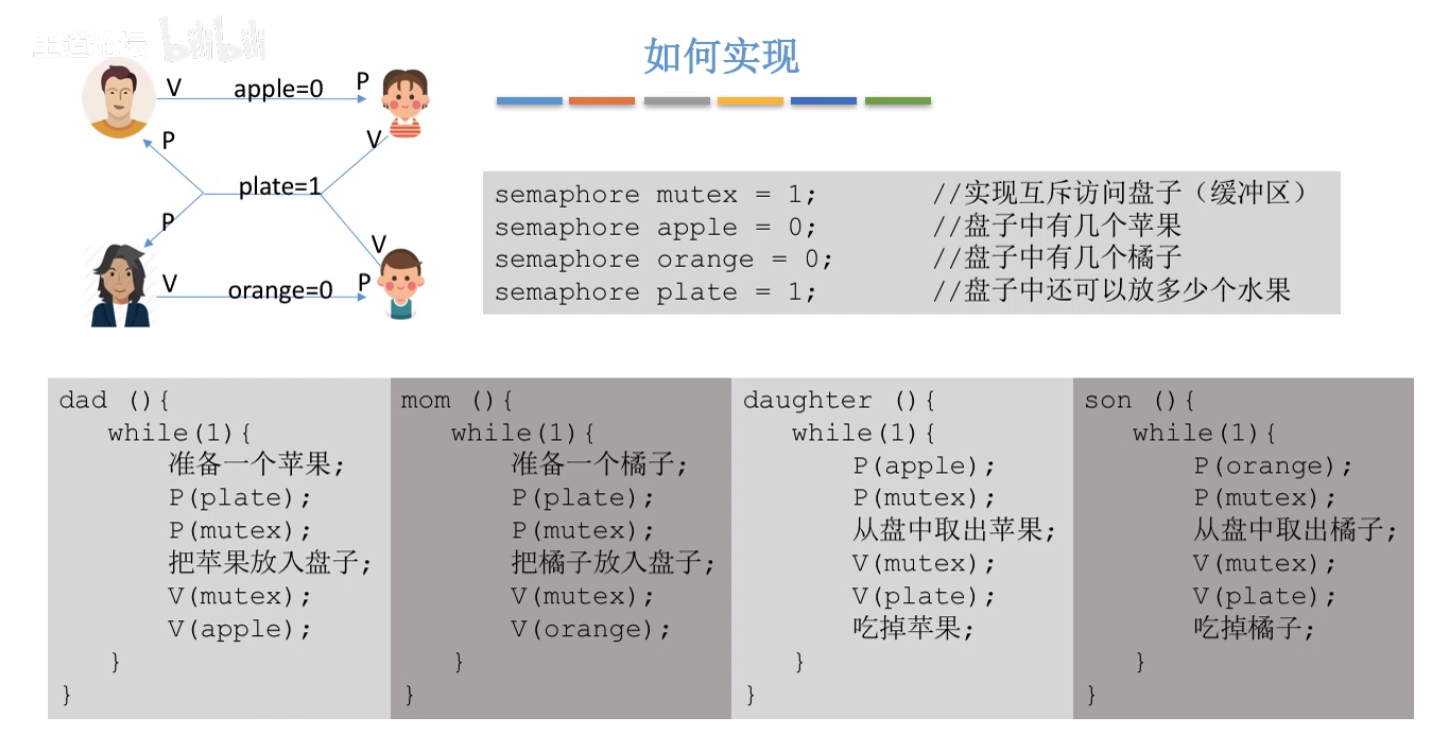 王道论坛 bilibili
如何实现
V apple=0 P
P V
plate=1
P V
V orange=0 P
semaphore mutex = 1; //实现互斥访问盘子（缓冲区）
semaphore apple = 0; //盘子中有几个苹果
semaphore orange = 0; //盘子中有几个橘子
semaphore plate = 1; //盘子中还可以放多少个水果
dad (){
while(1){
准备一个苹果;
P(plate);
P(mutex);
把苹果放入盘子;
V(mutex);
V(apple);
}
}
mom (){
while(1){
准备一个橘子;
P(plate);
P(mutex);
把橘子放入盘子;
V(mutex);
V(orange);
}
}
daughter (){
while(1){
P(apple);
P(mutex);
从盘中取出苹果;
V(mutex);
V(plate);
吃掉苹果;
}
}
son (){
while(1){
P(orange);
P(mutex);
从盘中取出橘子;
V(mutex);
V(plate);
吃掉橘子;
}
}